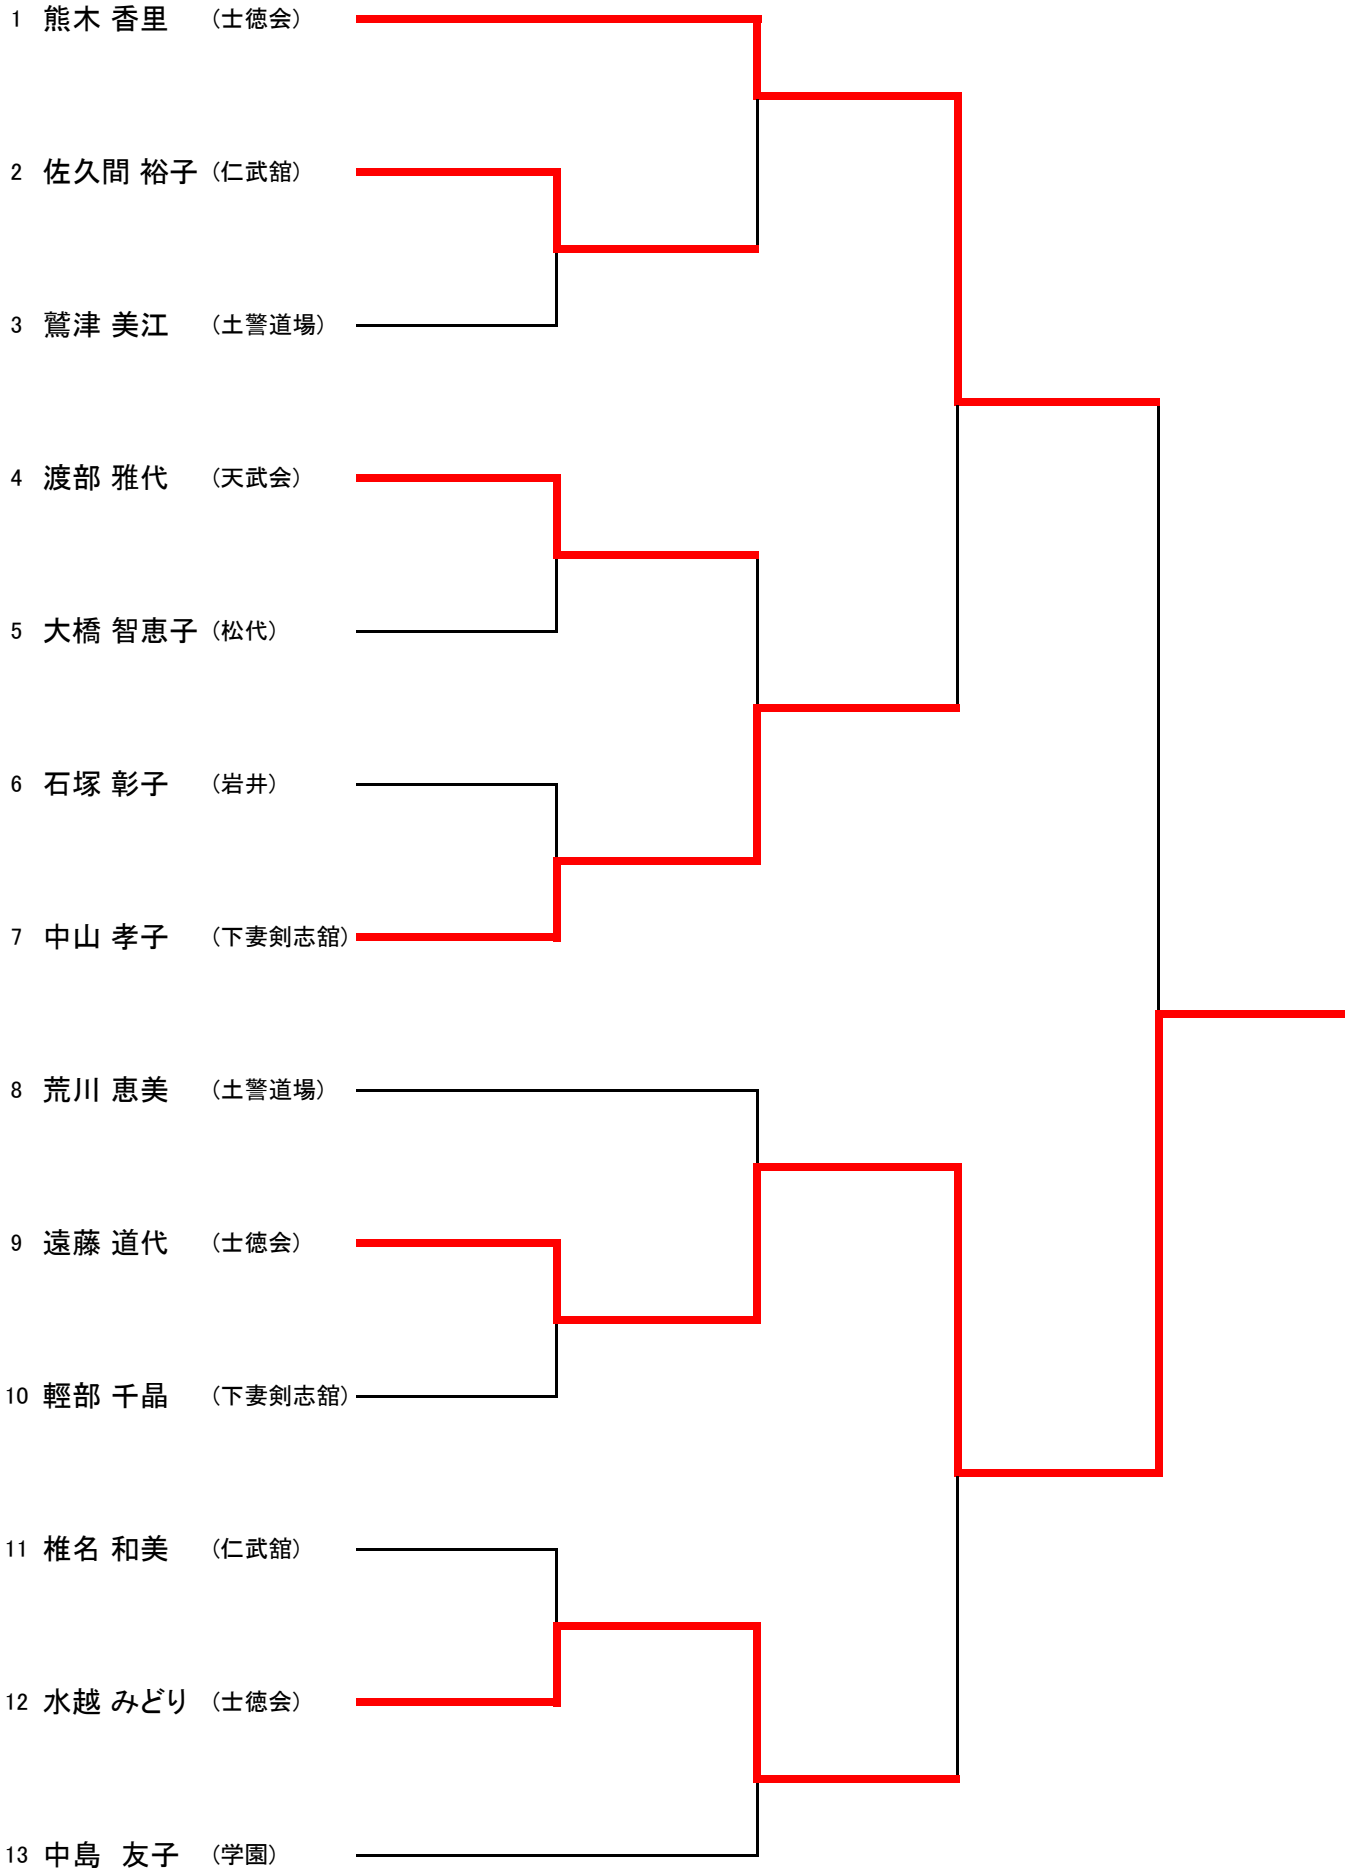 1 熊木 香里 (士徳会)
2 佐久間 裕子 (仁武舘)
3 鷲津 美江 (土警道場)
4 渡部 雅代 (天武会)
5 大橋 智恵子 (松代)
6 石塚 彰子 (岩井)
7 中山 孝子 (下妻剣志舘)
8 荒川 恵美 (土警道場)
9 遠藤 道代 (士徳会)
10 輕部 千晶 (下妻剣志舘)
11 椎名 和美 (仁武舘)
12 水越 みどり (士徳会)
13 中島 友子 (学園)